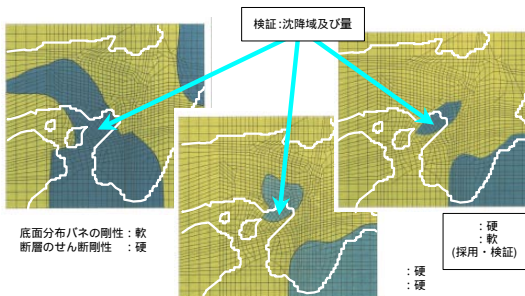 検証:沈降域及び量
底面分布バネの剛性：軟
断層のせん断剛性　：硬
：硬
：硬
：硬
：軟
(採用・検証)